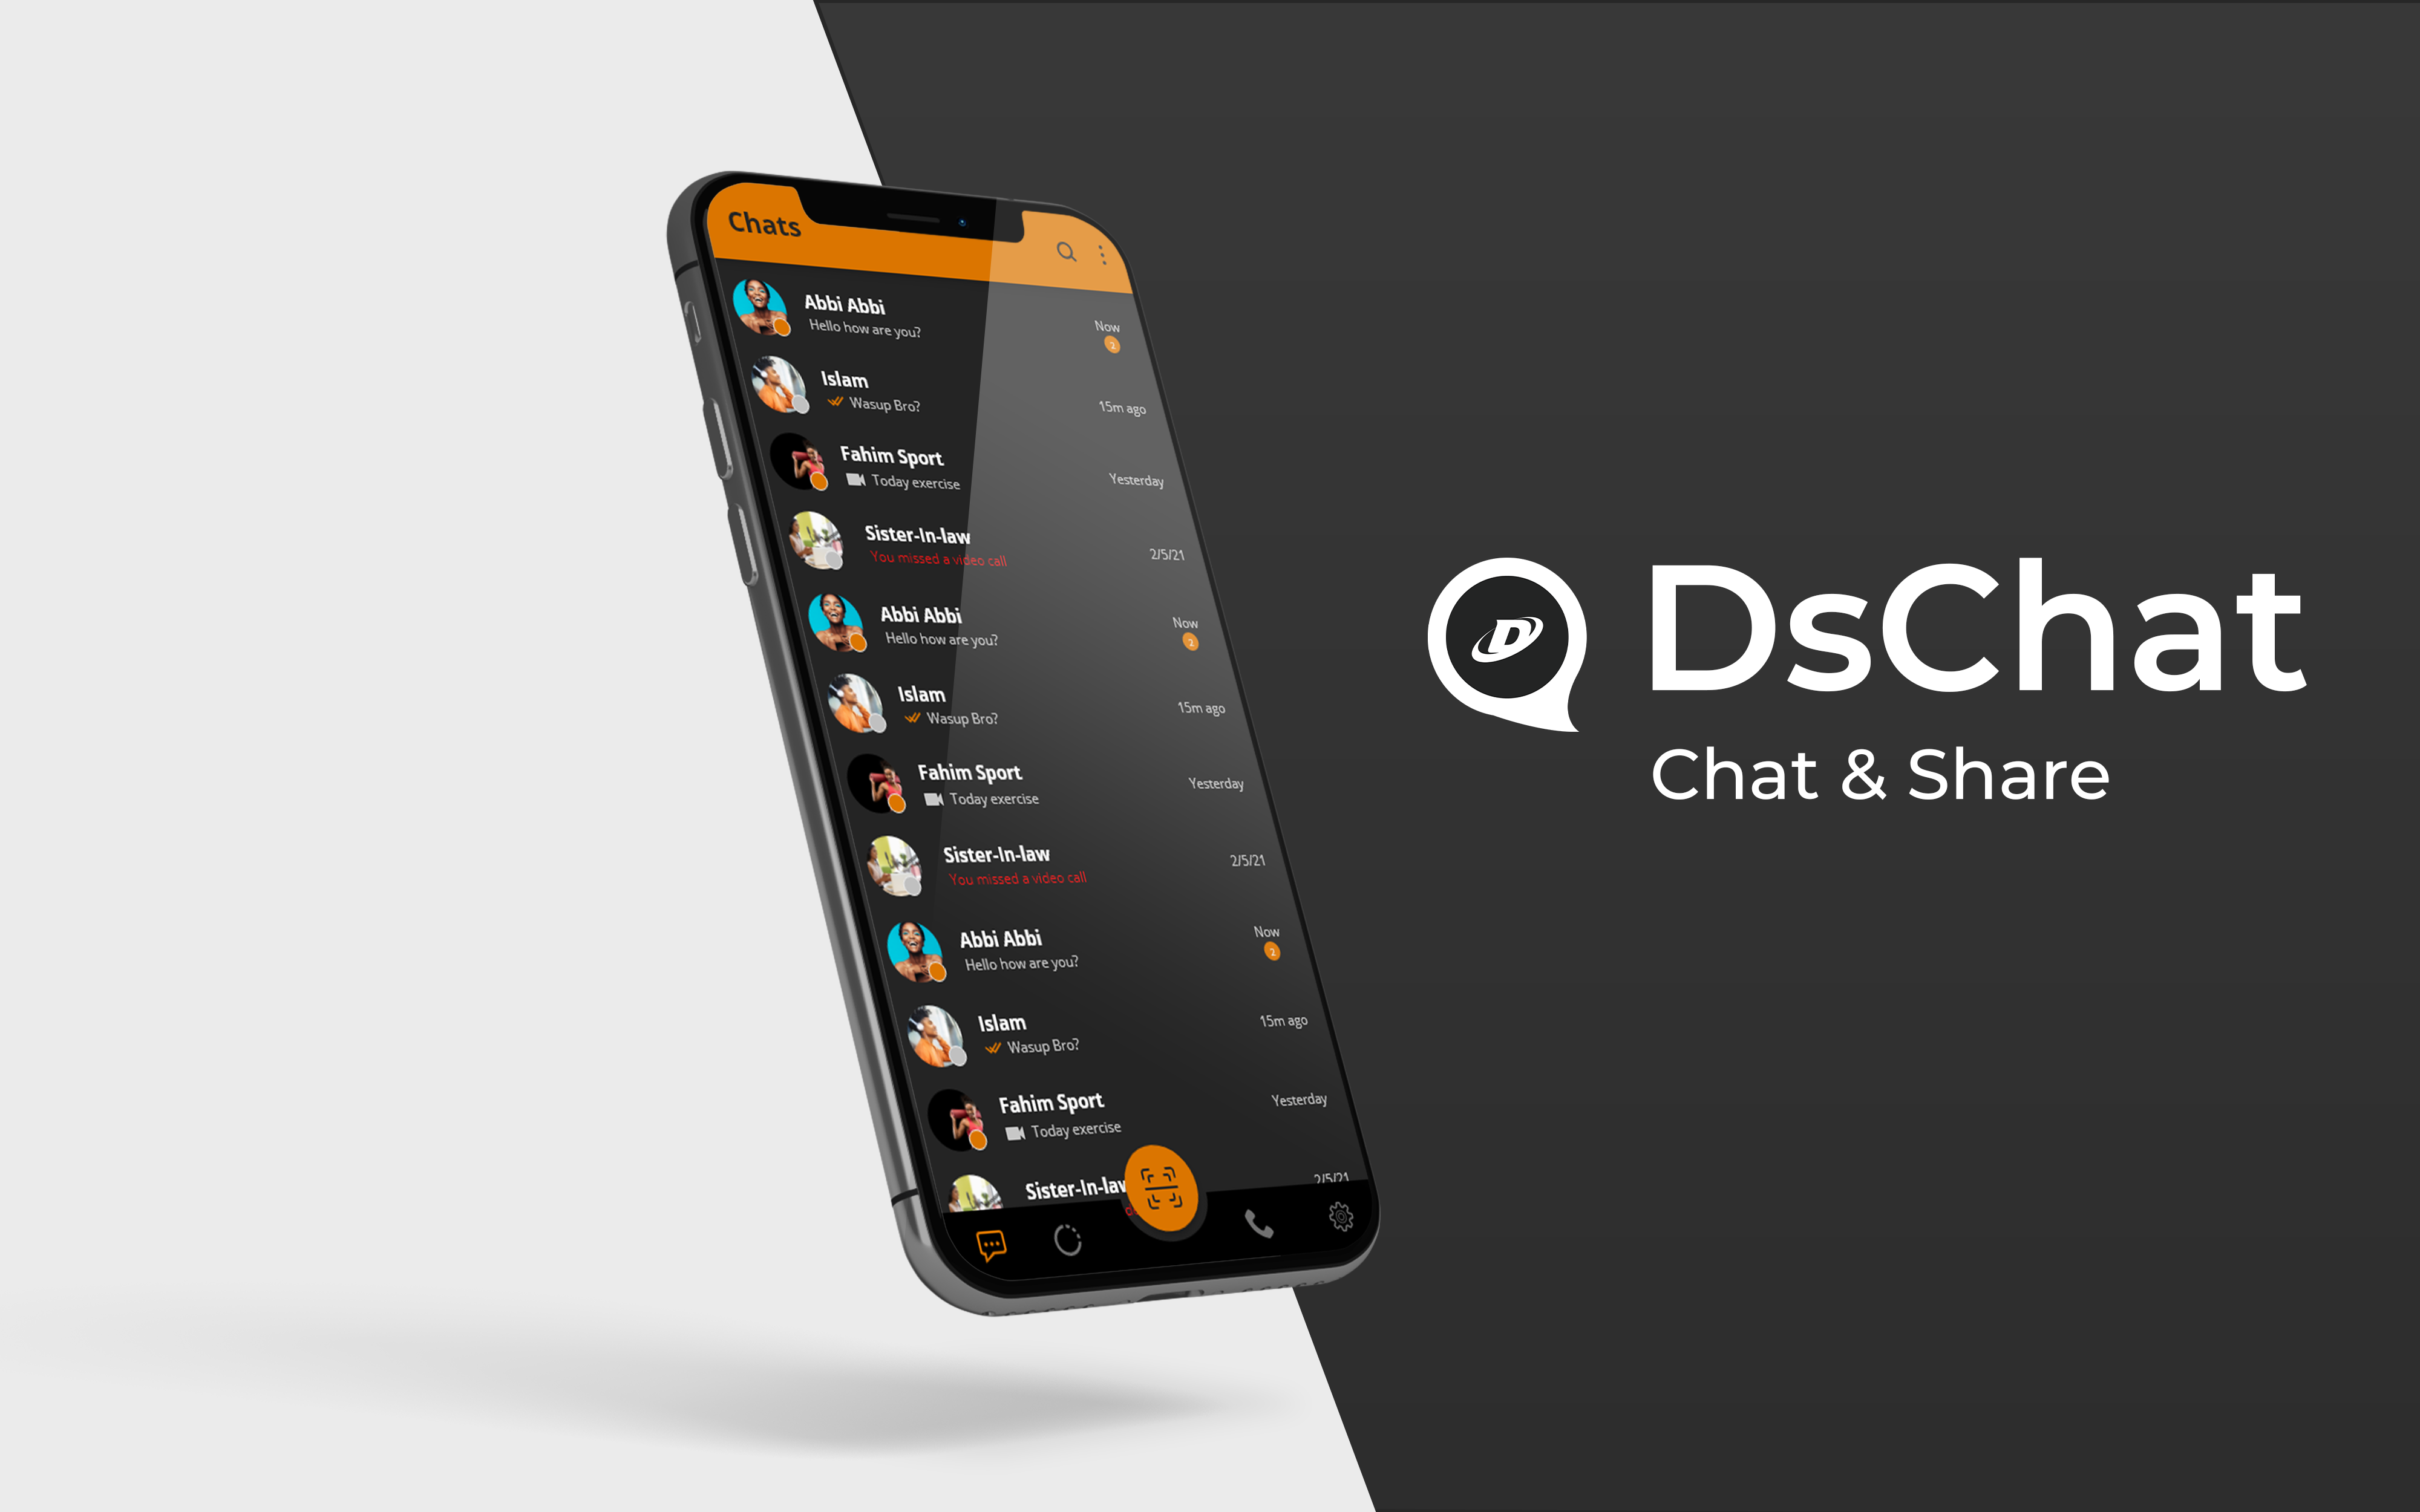 Chats
Abbi Abbi
Hello how are you?
Now
2
Islam
Wasup Bro?
15m ago
Fahim Sport
Today exercise
Yesterday
Sister-In-law
You missed a video call
2/5/21
Abbi Abbi
Hello how are you?
Now
2
Islam
Wasup Bro?
15m ago
Fahim Sport
Today exercise
Yesterday
Sister-In-law
You missed a video call
2/5/21
Abbi Abbi
Hello how are you?
Now
2
Islam
Wasup Bro?
15m ago
Fahim Sport
Today exercise
Yesterday
Sister-In-law
2/5/21
D
DsChat
Chat & Share